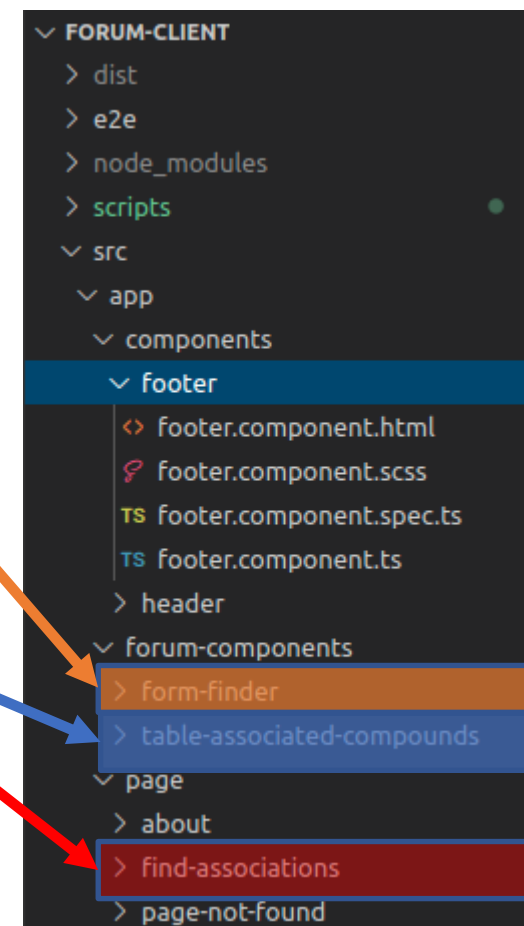 FORUM-CLIENT
dist
e2e
node_modules
scripts
src
app
components
footer
<> footer.component.html
footer.component.scss
TS footer.component.spec.ts
TS footer.component.ts
header
forum-components
form-finder
table-associated-compounds
page
about
find-associations
page-not-found